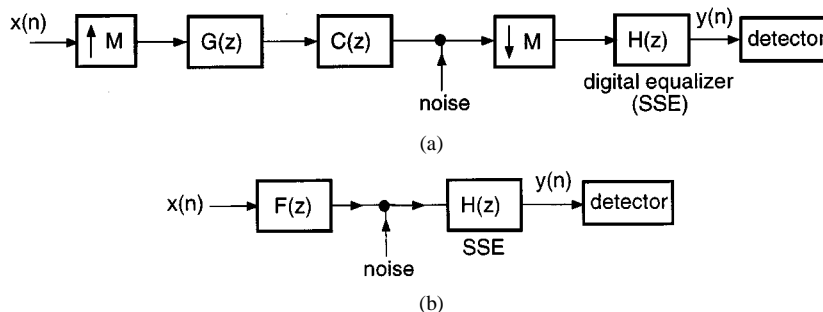 x(n)
↑ M
G(z)
C(z)
noise
↓ M
H(z)
digital equalizer
(SSE)
y(n)
detector
(a)
x(n)
F(z)
noise
H(z)
SSE
y(n)
detector
(b)